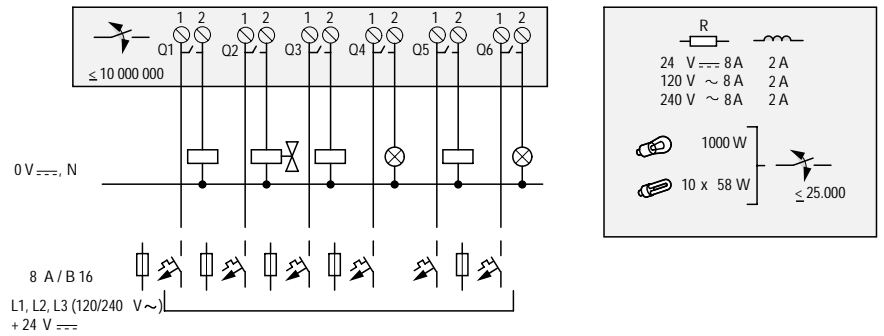 1 2 1 2 1 2 1 2 1 2 1 2
Q1 Q2 Q3 Q4 Q5 Q6
≤ 10 000 000
0 V ⎓, N
8 A / B 16
L1, L2, L3 (120/240 V ~)
+ 24 V ⎓
R
24 V ⎓ 8 A 2 A
120 V ~ 8 A 2 A
240 V ~ 8 A 2 A
1000 W
10 x 58 W
≤ 25.000